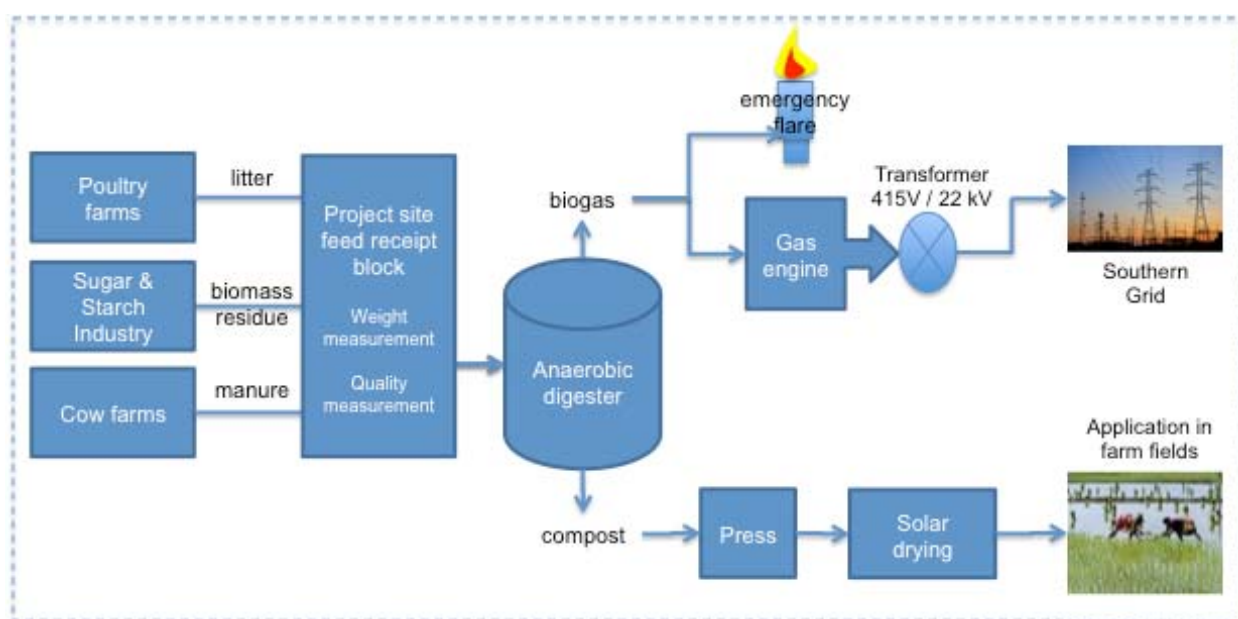 emergency
flare
Poultry
farms
litter
Project site
feed receipt
block
Weight
measurement
Quality
measurement
Sugar &
Starch
Industry
biomass
residue
Cow farms
manure
Anaerobic
digester
biogas
Gas
engine
Transformer
415V / 22 kV
Southern
Grid
compost
Press
Solar
drying
Application in
farm fields